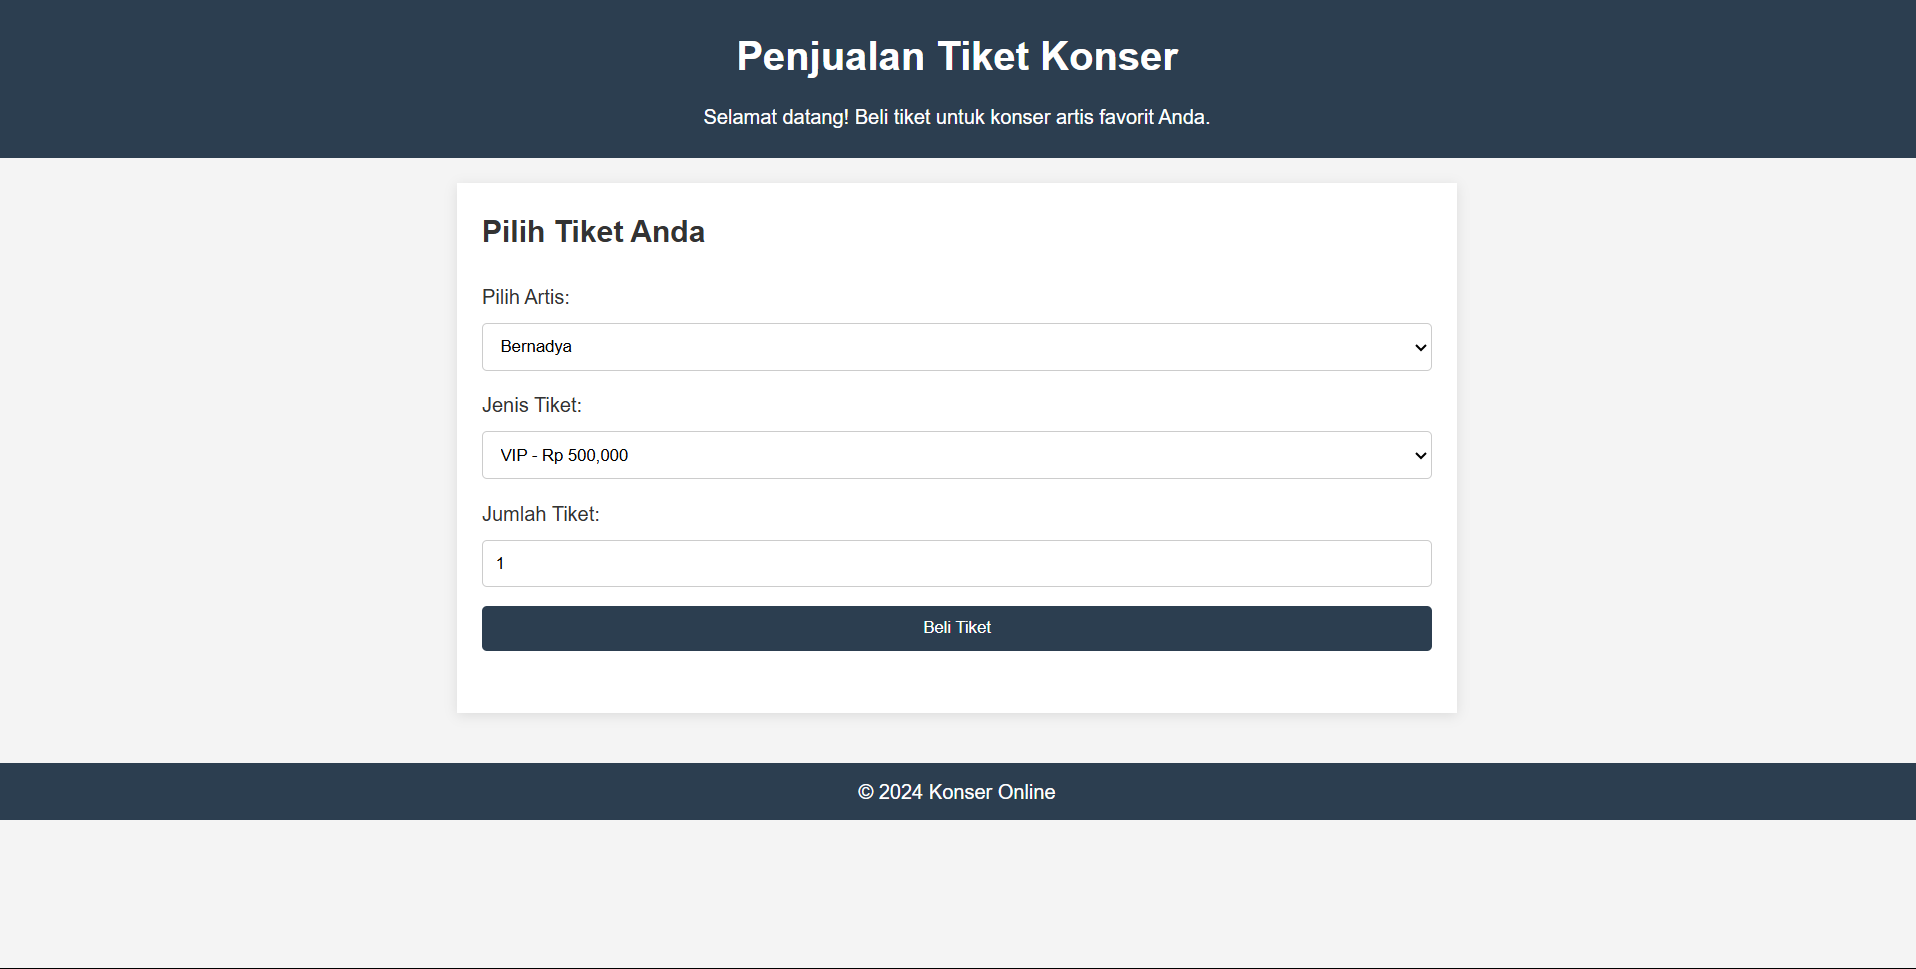 Penjualan Tiket Konser
Selamat datang! Beli tiket untuk konser artis favorit Anda.
Pilih Tiket Anda
Pilih Artis:
Bernadya
Jenis Tiket:
VIP - Rp 500,000
Jumlah Tiket:
1
Beli Tiket
© 2024 Konser Online